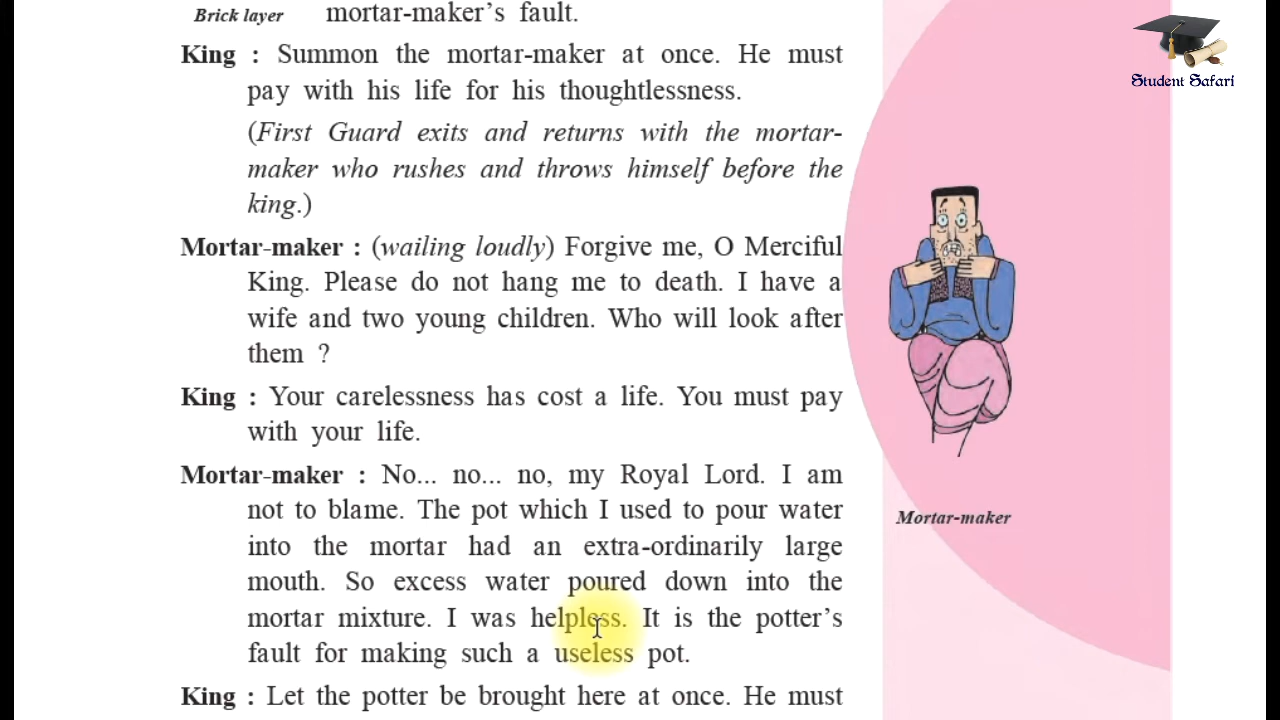 Brick layer mortar-maker's fault.
King : Summon the mortar-maker at once. He must
pay with his life for his thoughtlessness.
(First Guard exits and returns with the mortar-
maker who rushes and throws himself before the
king.)
Mortar-maker : (wailing loudly) Forgive me, O Merciful
King. Please do not hang me to death. I have a
wife and two young children. Who will look after
them ?
King : Your carelessness has cost a life. You must pay
with your life.
Mortar-maker : No... no... no, my Royal Lord. I am
not to blame. The pot which I used to pour water
into the mortar had an extra-ordinarily large
mouth. So excess water poured down into the
mortar mixture. I was helpless. It is the potter's
fault for making such a useless pot.
King : Let the potter be brought here at once. He must
Student Safari
Mortar-maker